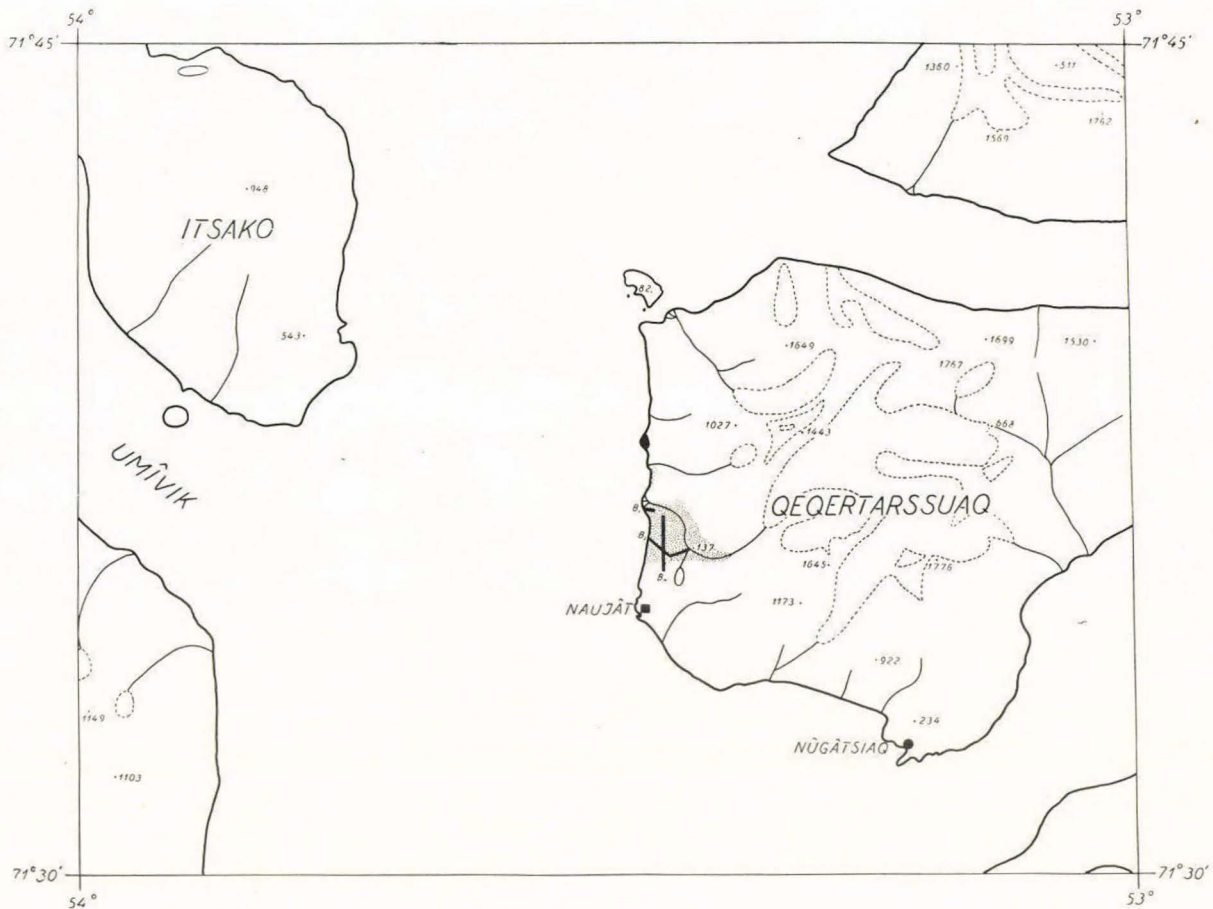 54° 53°
71°45' 71°45'
1360 511
1762
1569
948
ITSAKO
82.
543 1649 1699 1530
1767
1027 1443 668
UMÎVIK
QEQERTARSSUAQ
B.
B. 137.
1645 1776
B.
NAUJÂT 1173
922
1149 234
NÛGÂTSIAQ
1103
71°30' 71°30'
54° 53°